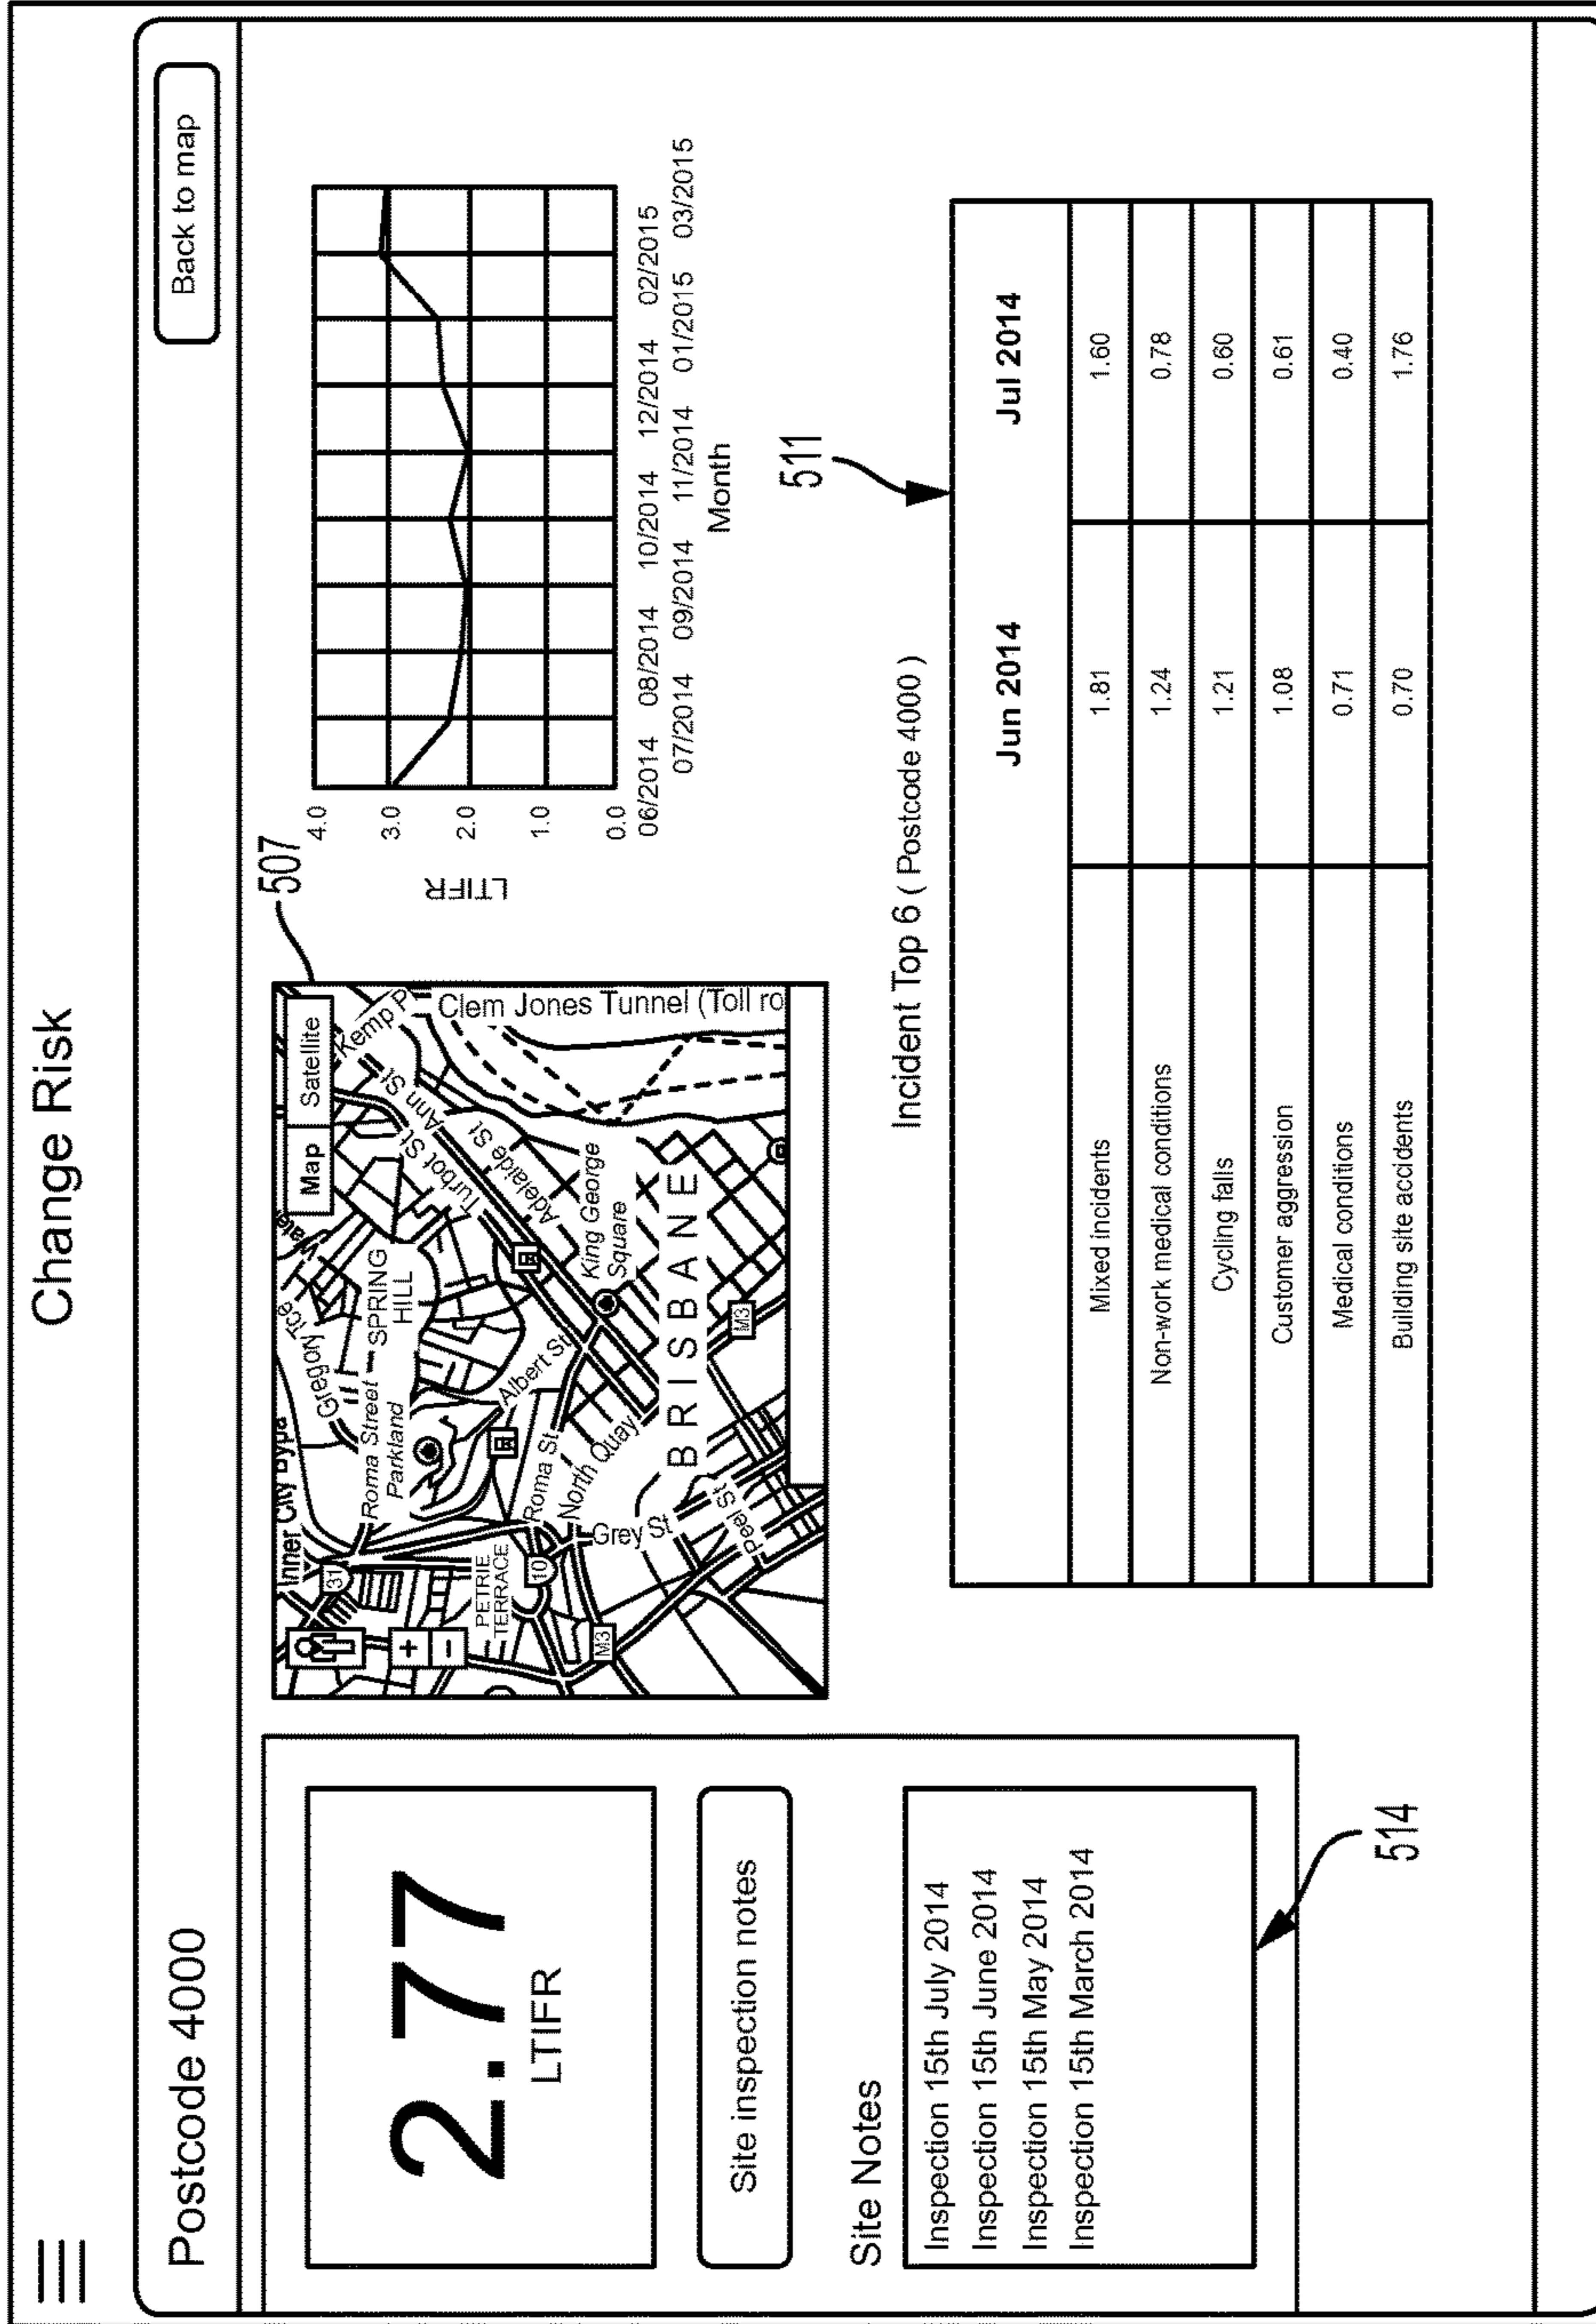 Change Risk
Postcode 4000
Back to map
2.77
LTIFR
Site inspection notes
Site Notes
Inspection 15th July 2014
Inspection 15th June 2014
Inspection 15th May 2014
Inspection 15th March 2014
514
507
Map Satellite
Inner City Bypa
31
Gregory Tce
Water
Kemp P
Roma Street
Parkland
SPRING
HILL
Turbot St
Ann St
Adelaide St
Clem Jones Tunnel (Toll ro
+
-
PETRIE
TERRACE
Albert St
Roma St
10
North Quay
King George
Square
M3
Grey St
BRISBANE
Peel St
M3
LTIFR
4.0
3.0
2.0
1.0
0.0
06/2014 08/2014 10/2014 12/2014 02/2015
07/2014 09/2014 11/2014 01/2015 03/2015
Month
511
Incident Top 6 ( Postcode 4000 )
Jun 2014 Jul 2014
Mixed incidents 1.81 1.60
Non-work medical conditions 1.24 0.78
Cycling falls 1.21 0.60
Customer aggression 1.08 0.61
Medical conditions 0.71 0.40
Building site accidents 0.70 1.76